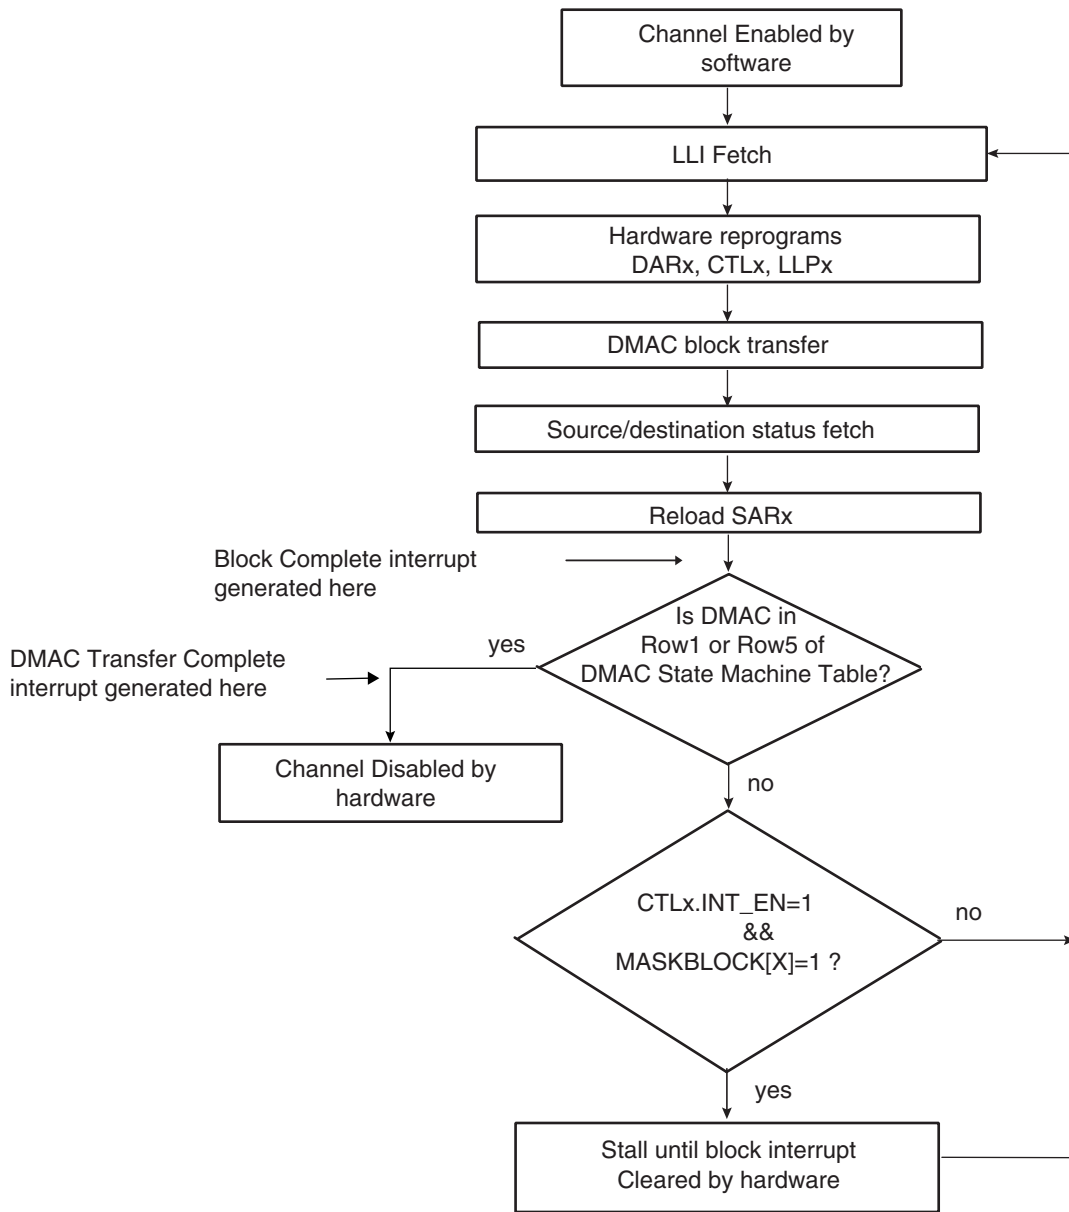 Channel Enabled by
software
LLI Fetch
Hardware reprograms
DARx, CTLx, LLPx
DMAC block transfer
Source/destination status fetch
Reload SARx
Block Complete interrupt
generated here
Is DMAC in
Row1 or Row5 of
DMAC State Machine Table?
yes
DMAC Transfer Complete
interrupt generated here
Channel Disabled by
hardware
no
CTLx.INT_EN=1
&&
MASKBLOCK[X]=1 ?
no
yes
Stall until block interrupt
Cleared by hardware